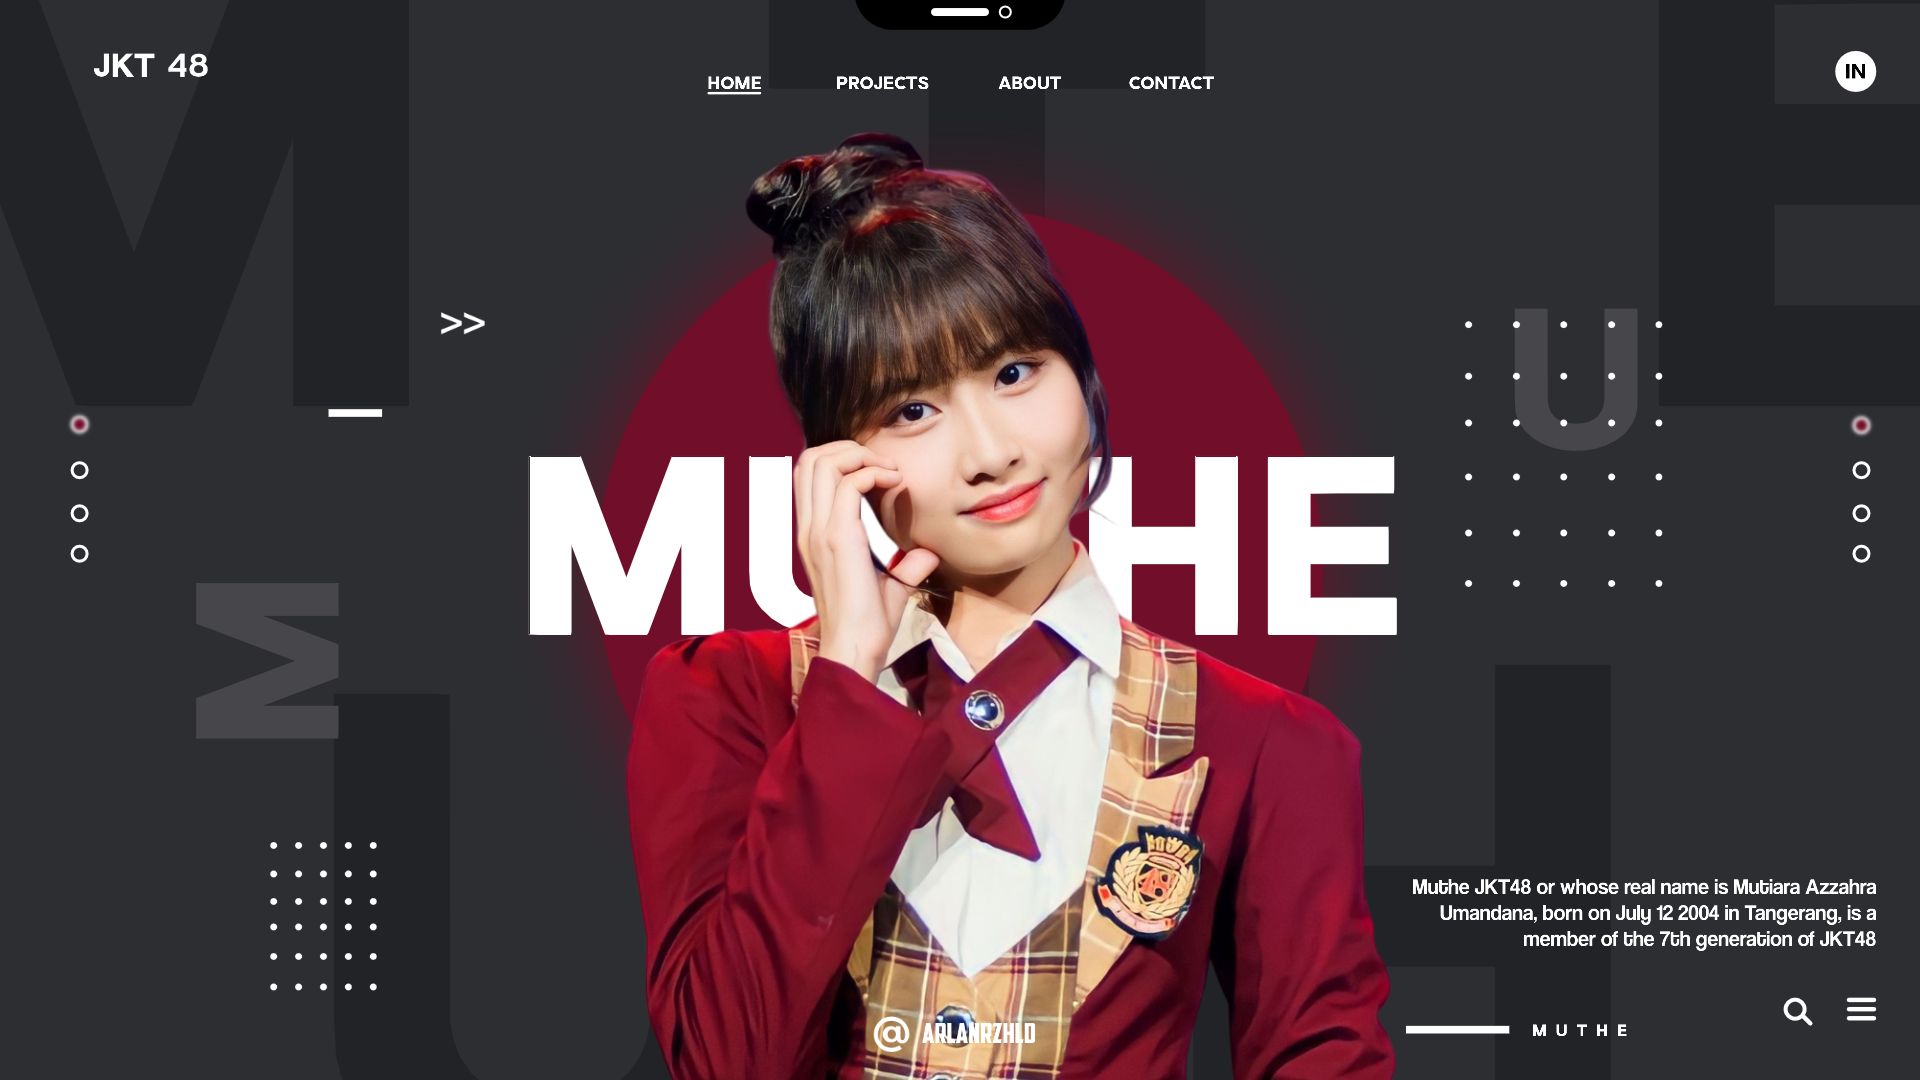 JKT 48
HOME PROJECTS ABOUT CONTACT
IN
>>
U
MUTHE
M
48
Muthe JKT48 or whose real name is Mutiara Azzahra
Umandana, born on July 12 2004 in Tangerang, is a
member of the 7th generation of JKT48
@ ARLANRZHLD
MUTHE